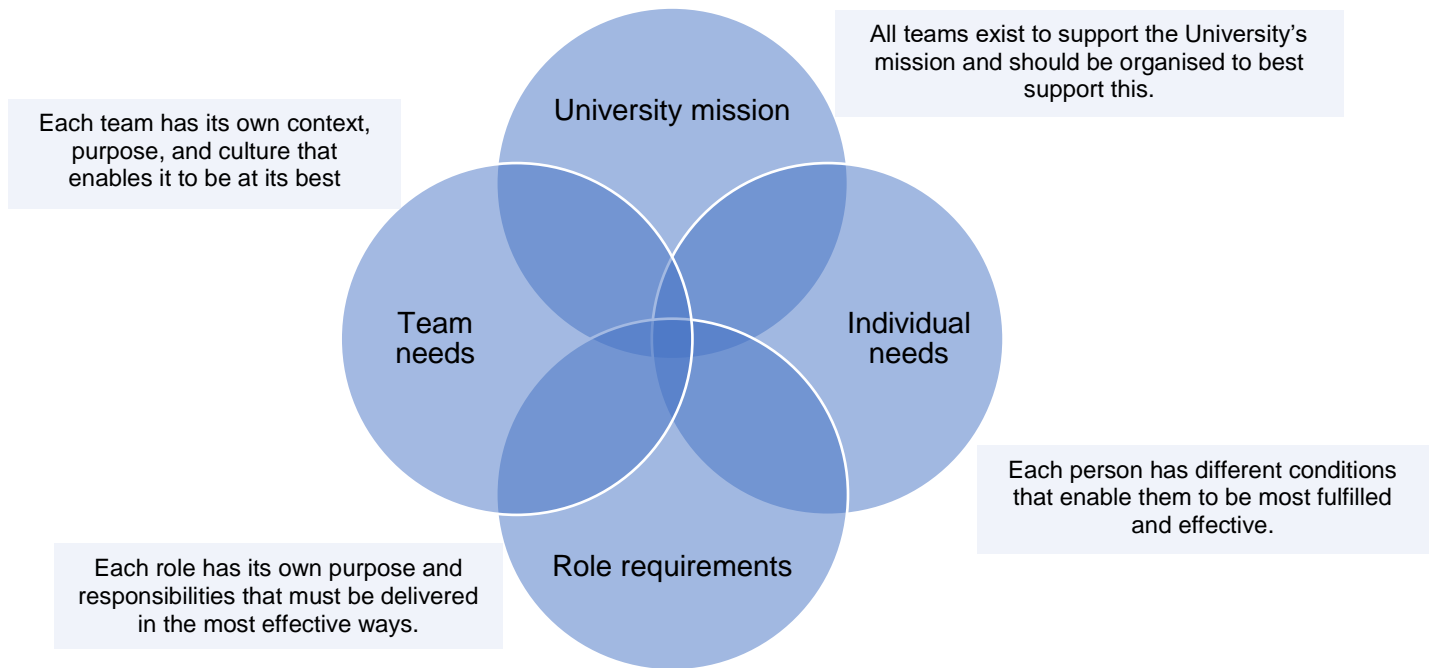 All teams exist to support the University’s
mission and should be organised to best
support this.
University mission
Each team has its own context,
purpose, and culture that
enables it to be at its best
Team
needs
Individual
needs
Each person has different conditions
that enable them to be most fulfilled
and effective.
Role requirements
Each role has its own purpose and
responsibilities that must be delivered
in the most effective ways.